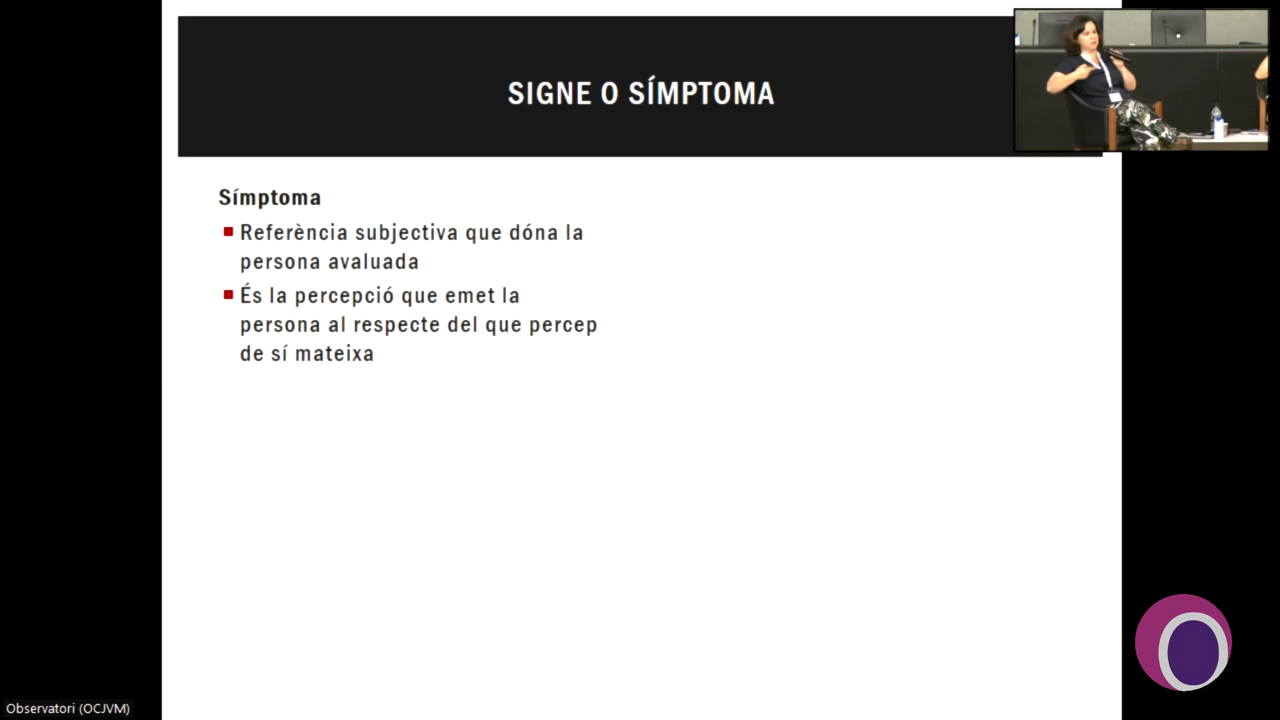 SIGNE O SÍMPTOMA
Símptoma
Referència subjectiva que dóna la
persona avaluada
És la percepció que emet la
persona al respecte del que percep
de sí mateixa
Observatori (OCJVM)